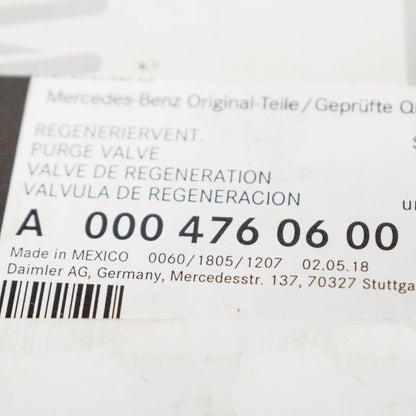 Mercedes-Benz Original-Teile/Geprüfte
REGENERIERVENT.
PURGE VALVE
VALVE DE REGENERATION
VALVULA DE REGENERACION
A 000 476 06 00
Made in MEXICO 0060/1805/1207 02.05.18
Daimler AG, Germany, Mercedesstr. 137, 70327 Stuttga